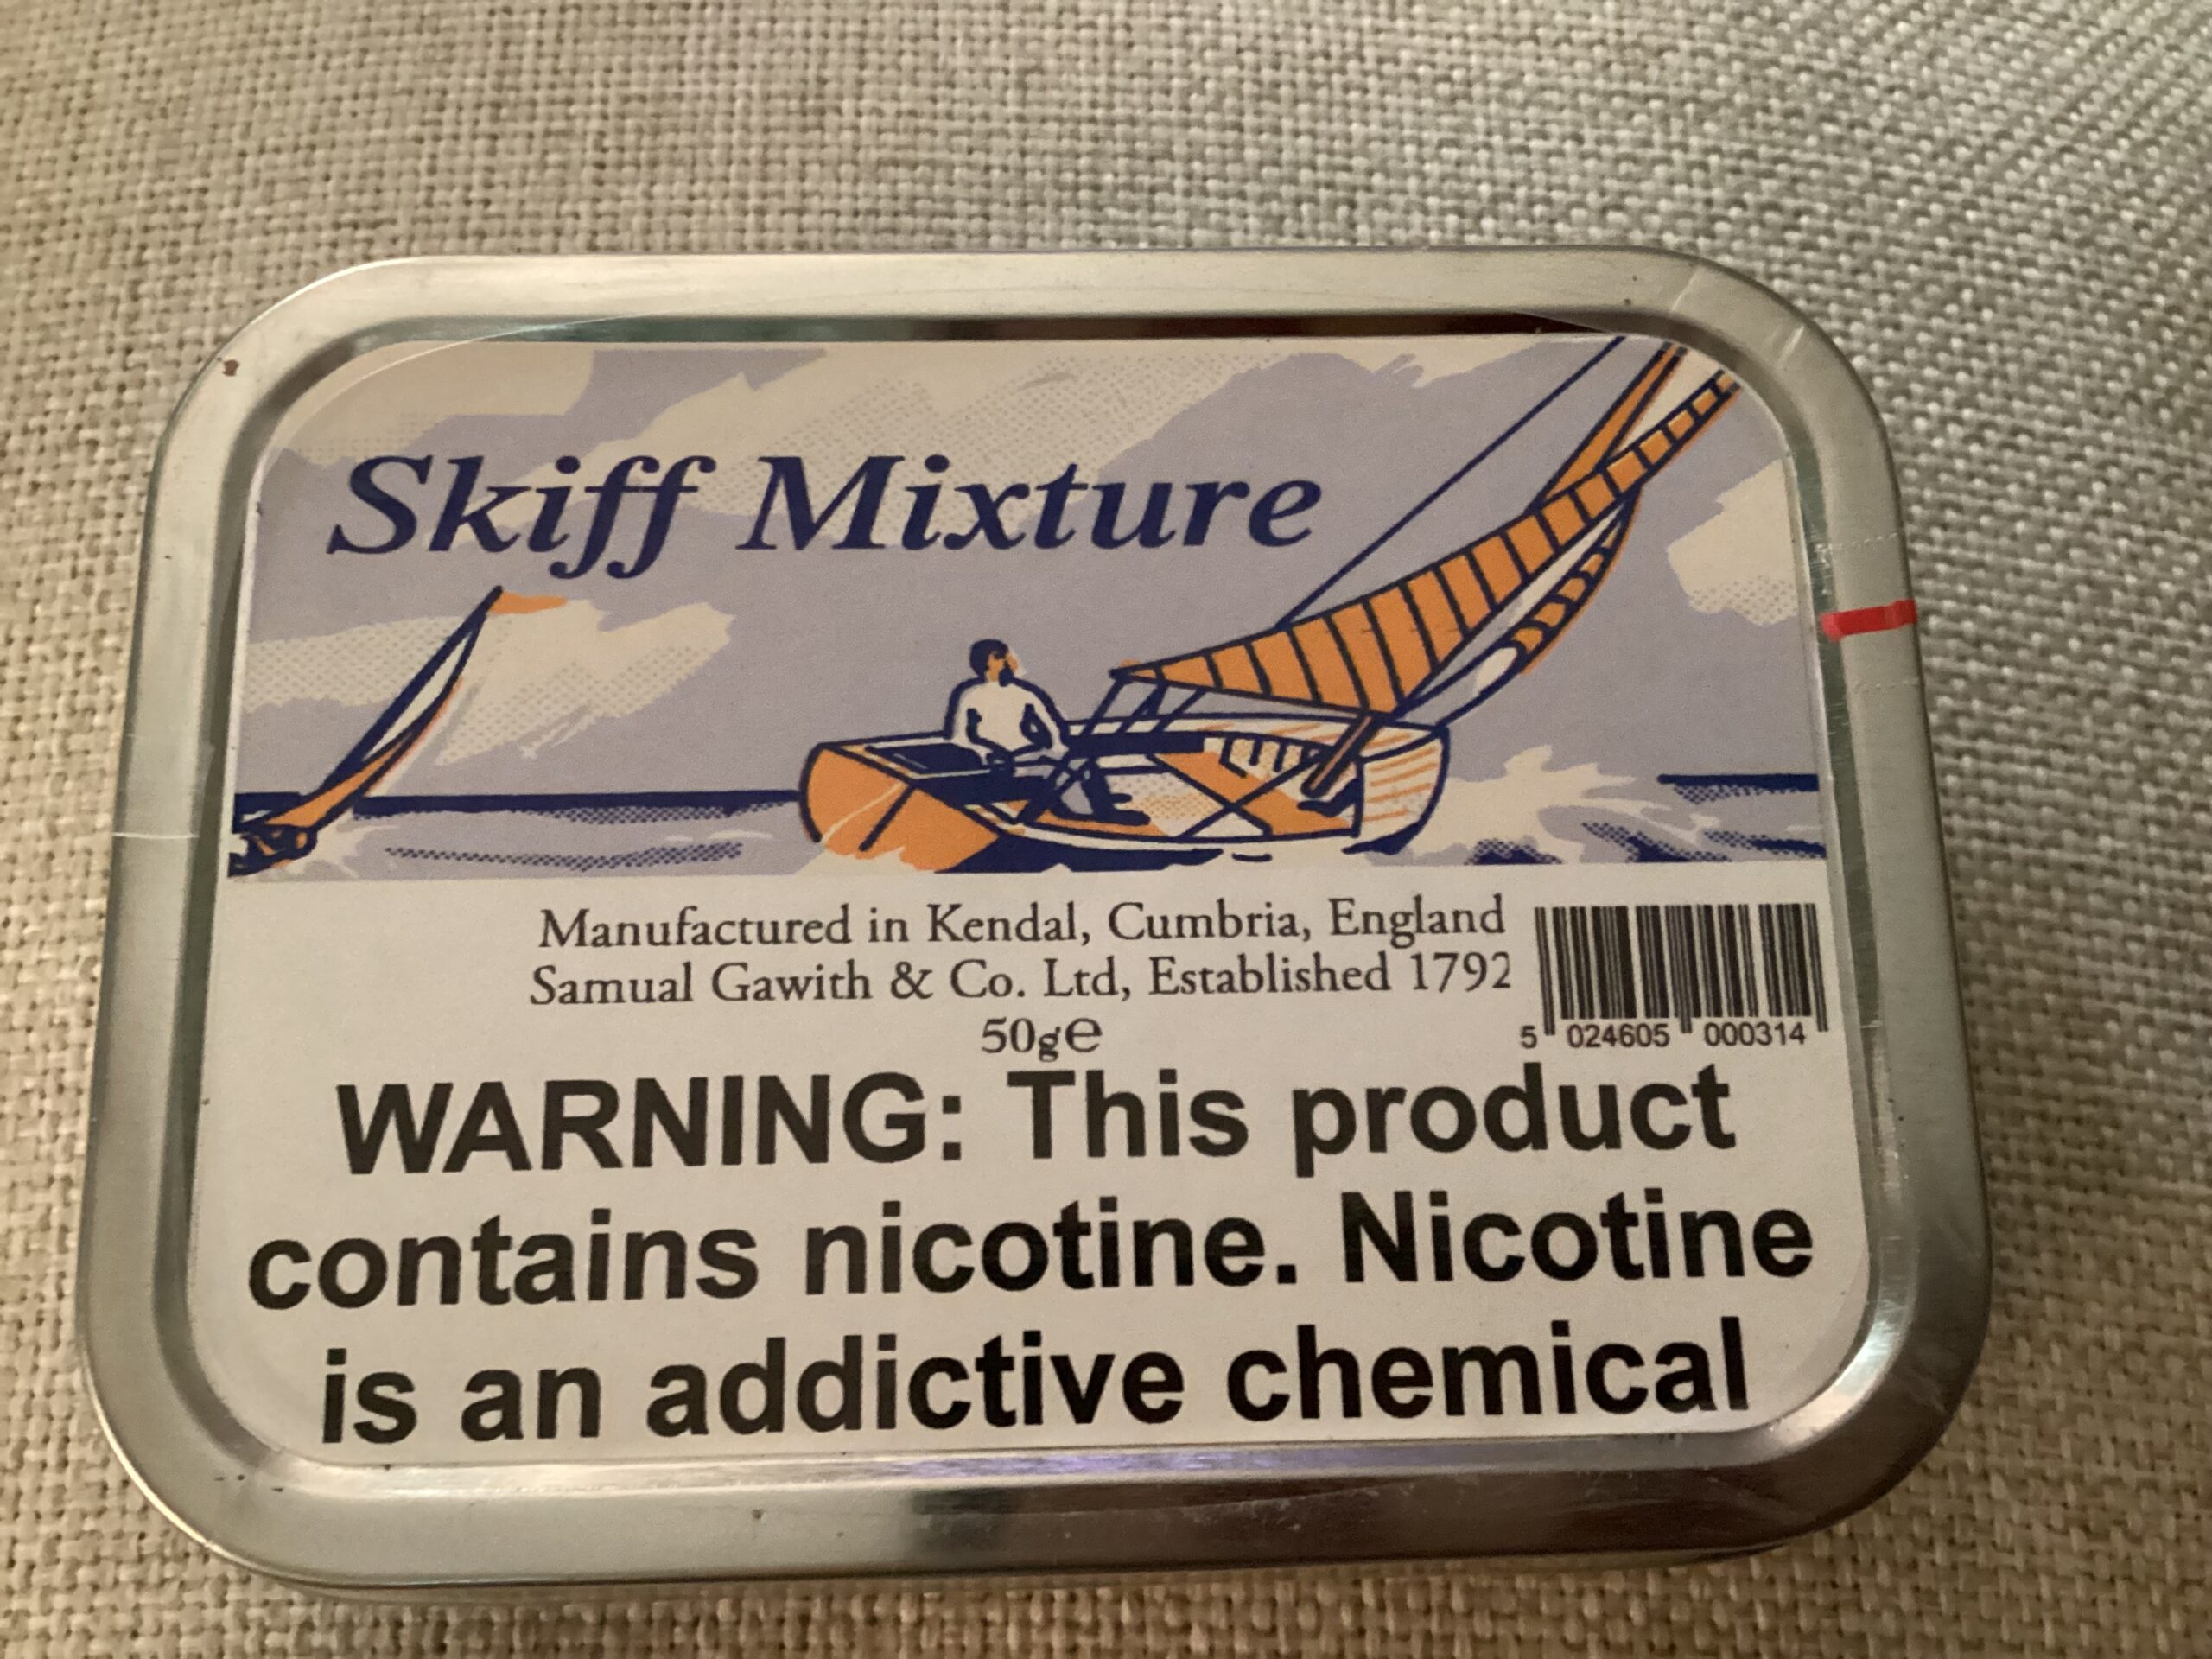 Skiff Mixture
Manufactured in Kendal, Cumbria, England
Samual Gawith & Co. Ltd, Established 1792
50g℮
5 024605 000314
WARNING: This product
contains nicotine. Nicotine
is an addictive chemical